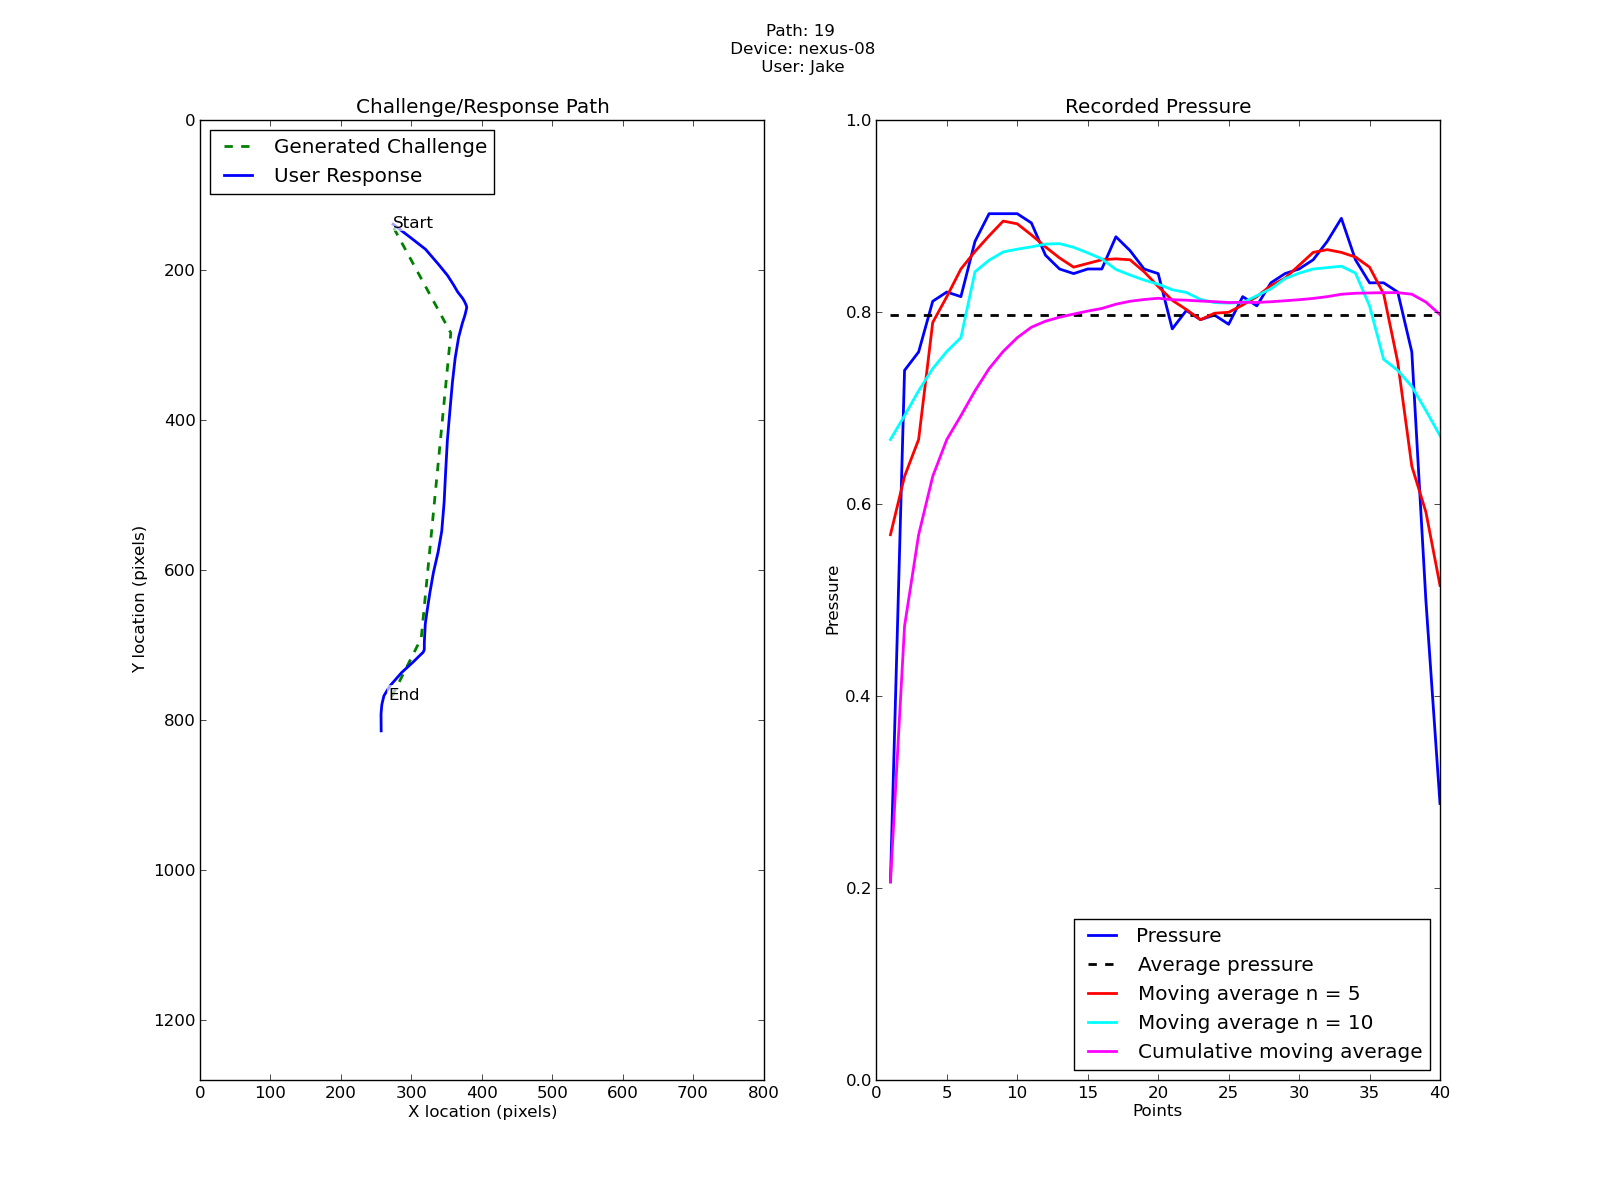 Path: 19
Device: nexus-08
User: Jake
Challenge/Response Path
Generated Challenge
User Response
Start
End
0
200
400
600
800
1000
1200
Y location (pixels)
0 100 200 300 400 500 600 700 800
X location (pixels)
Recorded Pressure
1.0
0.8
0.6
0.4
0.2
0.0
Pressure
Pressure
Average pressure
Moving average n = 5
Moving average n = 10
Cumulative moving average
0 5 10 15 20 25 30 35 40
Points